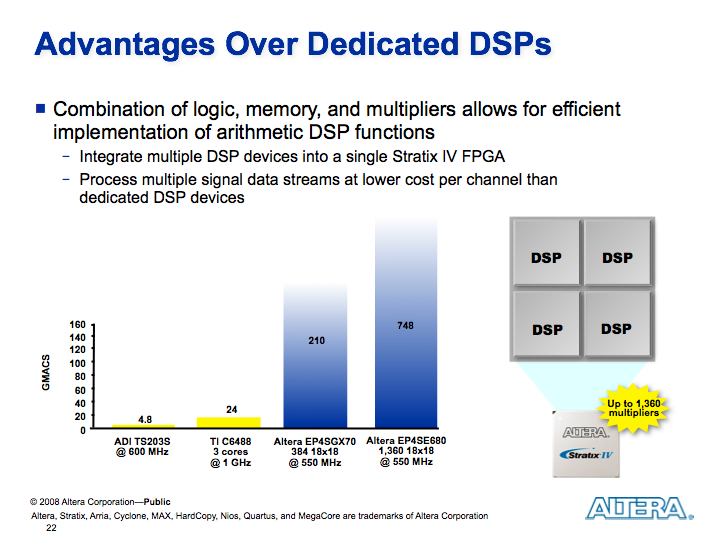 Advantages Over Dedicated DSPs
■ Combination of logic, memory, and multipliers allows for efficient
implementation of arithmetic DSP functions
– Integrate multiple DSP devices into a single Stratix IV FPGA
– Process multiple signal data streams at lower cost per channel than
dedicated DSP devices
GMACS
160
140
120
100
80
60
40
20
0
4.8
24
210
748
ADI TS203S
@ 600 MHz
TI C6488
3 cores
@ 1 GHz
Altera EP4SGX70
384 18x18
@ 550 MHz
Altera EP4SE680
1,360 18x18
@ 550 MHz
DSP
DSP
DSP
DSP
Up to 1,360
multipliers
ALTERA
Stratix IV
© 2008 Altera Corporation—Public
Altera, Stratix, Arria, Cyclone, MAX, HardCopy, Nios, Quartus, and MegaCore are trademarks of Altera Corporation
22
ALTERA®